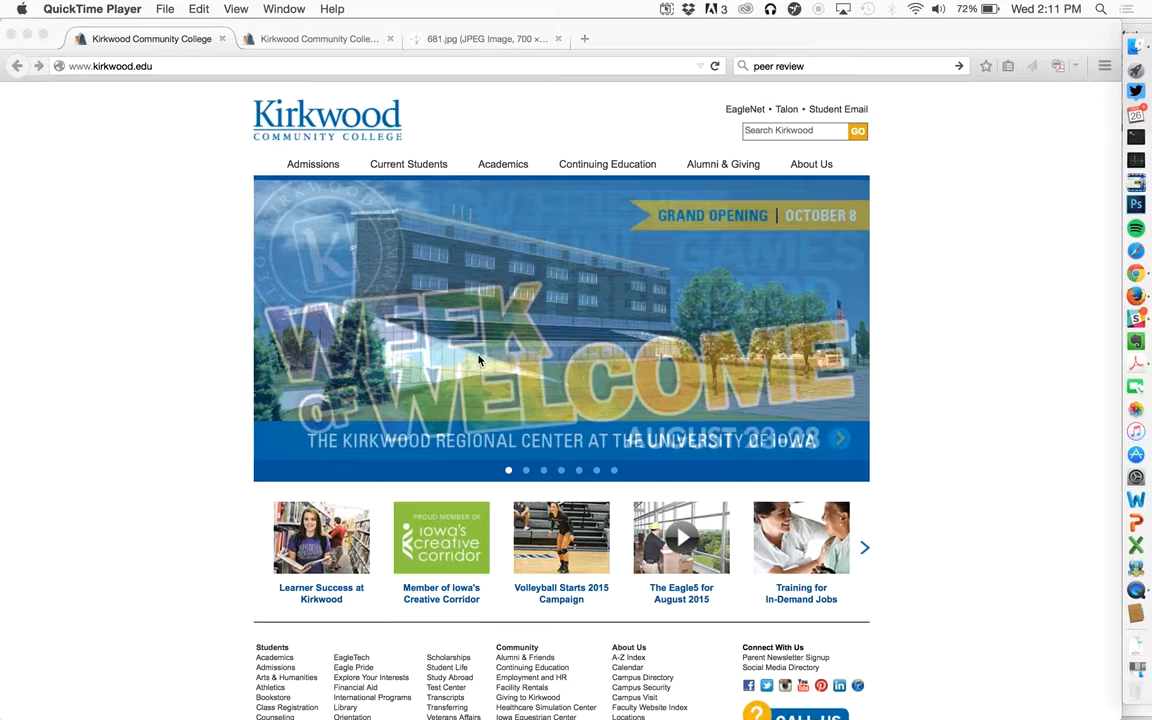 QuickTime Player File Edit View Window Help 3 72% Wed 2:11 PM
Kirkwood Community College Kirkwood Community Colle... 681.jpg (JPEG Image, 700 ×...
www.kirkwood.edu peer review
Kirkwood
COMMUNITY COLLEGE
EagleNet • Talon • Student Email
Search Kirkwood GO
Admissions Current Students Academics Continuing Education Alumni & Giving About Us
GRAND OPENING | OCTOBER 8
WEEK
OF WELCOME
THE KIRKWOOD REGIONAL CENTER AT THE UNIVERSITY OF IOWA
AUGUST 23-28
PROUD MEMBER OF
iowa's
creative
corridor
Learner Success at
Kirkwood
Member of Iowa's
Creative Corridor
Volleyball Starts 2015
Campaign
The Eagle5 for
August 2015
Training for
In-Demand Jobs
Students
Academics
Admissions
Arts & Humanities
Athletics
Bookstore
Class Registration
Counseling
EagleTech
Eagle Pride
Explore Your Interests
Financial Aid
International Programs
Library
Orientation
Scholarships
Student Life
Study Abroad
Test Center
Transcripts
Transferring
Veterans Affairs
Community
Alumni & Friends
Continuing Education
Employment and HR
Facility Rentals
Giving to Kirkwood
Healthcare Simulation Center
Iowa Equestrian Center
About Us
A-Z Index
Calendar
Campus Directory
Campus Security
Campus Visit
Faculty Website Index
Locations
Connect With Us
Parent Newsletter Signup
Social Media Directory
? CALL US